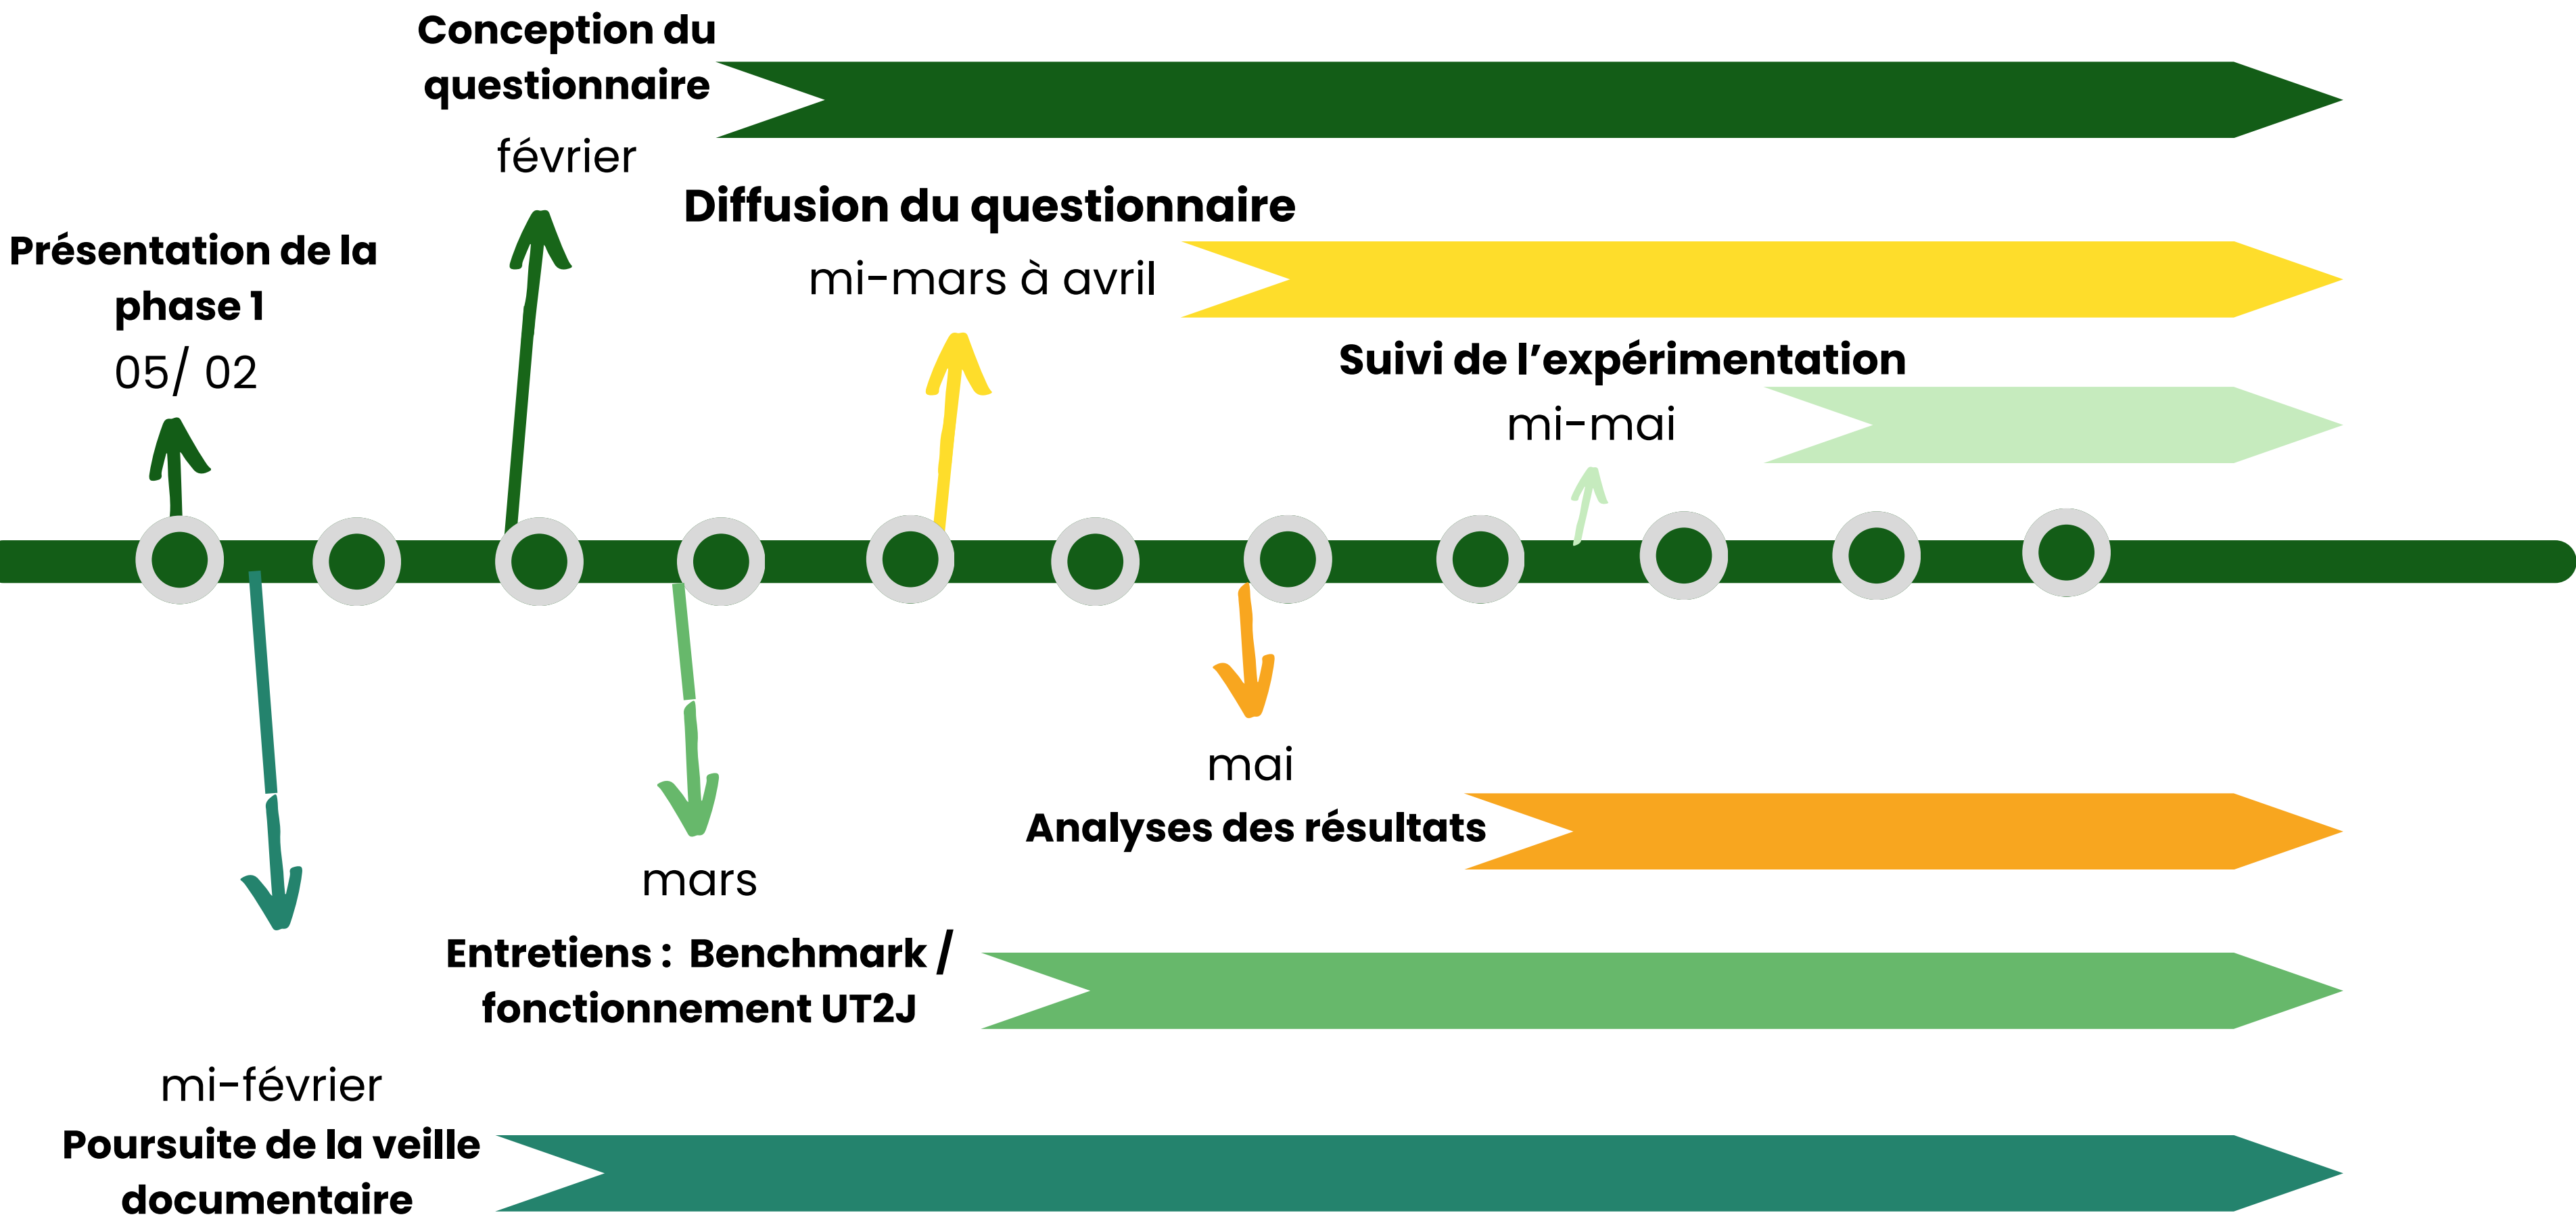 Conception du
questionnaire
février
Diffusion du questionnaire
mi-mars à avril
Présentation de la
phase 1
05/ 02
Suivi de l’expérimentation
mi-mai
mai
Analyses des résultats
mars
Entretiens : Benchmark /
fonctionnement UT2J
mi-février
Poursuite de la veille
documentaire